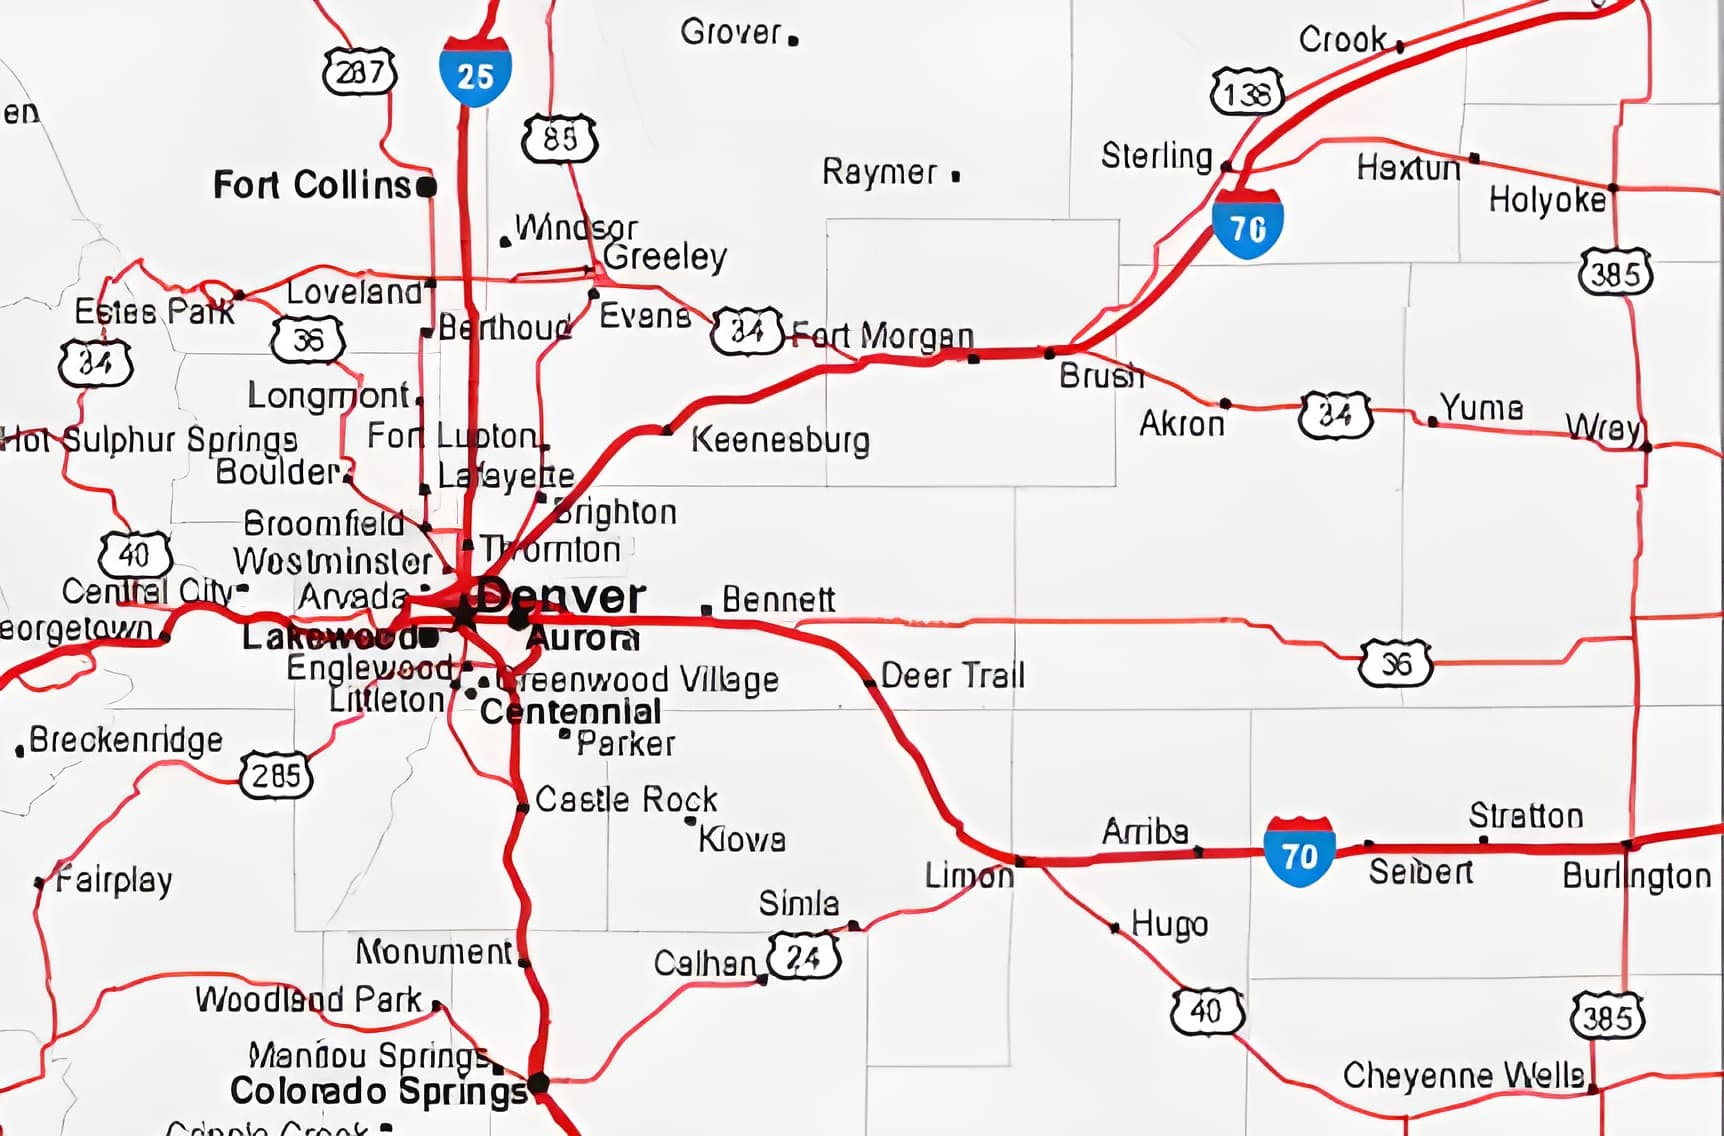 Grover
Crook
287
25
138
en
85
Sterling
Haxtun
Raymer
Fort Collins
Holyoke
Windsor
76
Greeley
385
Loveland
Estes Park
Evans
Berthoud
34
Fort Morgan
36
34
Brush
Longmont
Akron
34
Yuma
Wray
Hot Sulphur Springs
Fort Lupton
Keenesburg
Boulder
Lafayette
Broomfield
Brighton
40
Westminster
Thornton
Central City
Arvada
Denver
Bennett
eorgetown
Lakewood
Aurora
36
Englewood
Greenwood Village
Deer Trail
Littleton
Centennial
Breckenridge
Parker
285
Castle Rock
Kiowa
Arriba
70
Stratton
Fairplay
Limon
Seibert
Burlington
Simla
Hugo
Monument
Calhan
24
Woodland Park
40
385
Manitou Springs
Colorado Springs
Cheyenne Wells